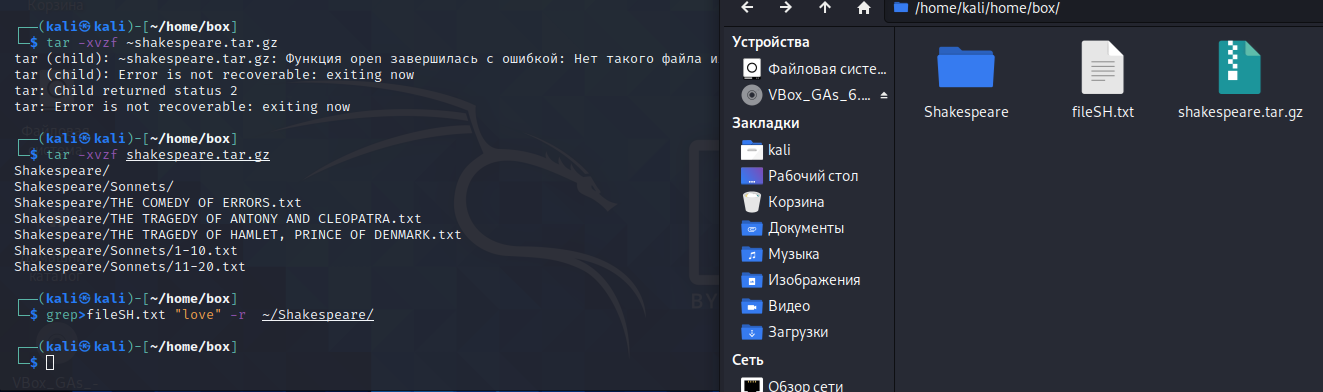 ┌──(kali㉿kali)-[~/home/box]
└─$ tar -xvzf ~shakespeare.tar.gz
tar (child): ~shakespeare.tar.gz: Функция open завершилась с ошибкой: Нет такого файла и
tar (child): Error is not recoverable: exiting now
tar: Child returned status 2
tar: Error is not recoverable: exiting now
┌──(kali㉿kali)-[~/home/box]
└─$ tar -xvzf shakespeare.tar.gz
Shakespeare/
Shakespeare/Sonnets/
Shakespeare/THE COMEDY OF ERRORS.txt
Shakespeare/THE TRAGEDY OF ANTONY AND CLEOPATRA.txt
Shakespeare/THE TRAGEDY OF HAMLET, PRINCE OF DENMARK.txt
Shakespeare/Sonnets/1-10.txt
Shakespeare/Sonnets/11-20.txt
┌──(kali㉿kali)-[~/home/box]
└─$ grep>fileSH.txt "love" -r  ~/Shakespeare/
┌──(kali㉿kali)-[~/home/box]
└─$
Корзина
VBox_GAs_-
BY
/home/kali/home/box/
Устройства
Файловая систе...
VBox_GAs_6....
Закладки
kali
Рабочий стол
Корзина
Документы
Музыка
Изображения
Видео
Загрузки
Сеть
Обзор сети
Shakespeare
fileSH.txt
shakespeare.tar.gz